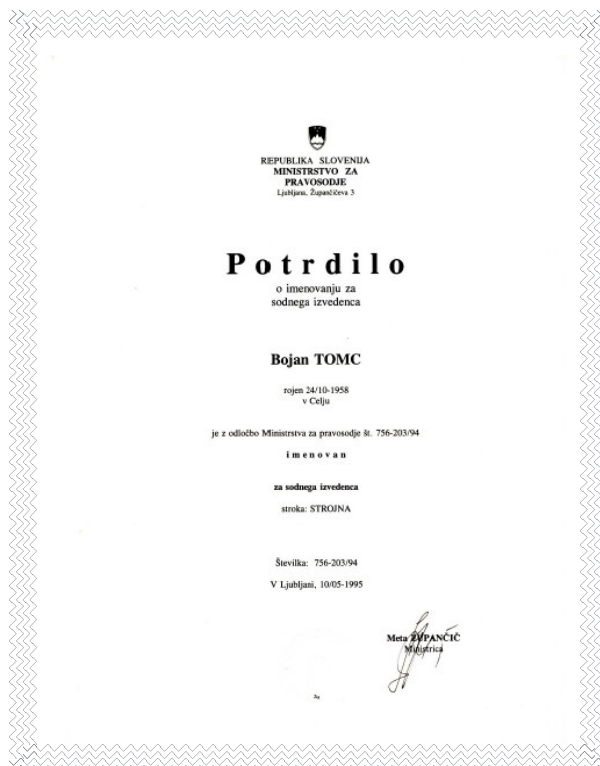 REPUBLIKA SLOVENIJA
MINISTRSTVO ZA
PRAVOSODJE
Ljubljana, Župančičeva 3
Potrdilo
o imenovanju za
sodnega izvedenca
Bojan TOMC
rojen 24/10-1958
v Celju
je z odločbo Ministrstva za pravosodje št. 756-203/94
imenovan
za sodnega izvedenca
stroka: STROJNA
Številka: 756-203/94
V Ljubljani, 10/05-1995
Meta ZUPANČIČ
Ministrica